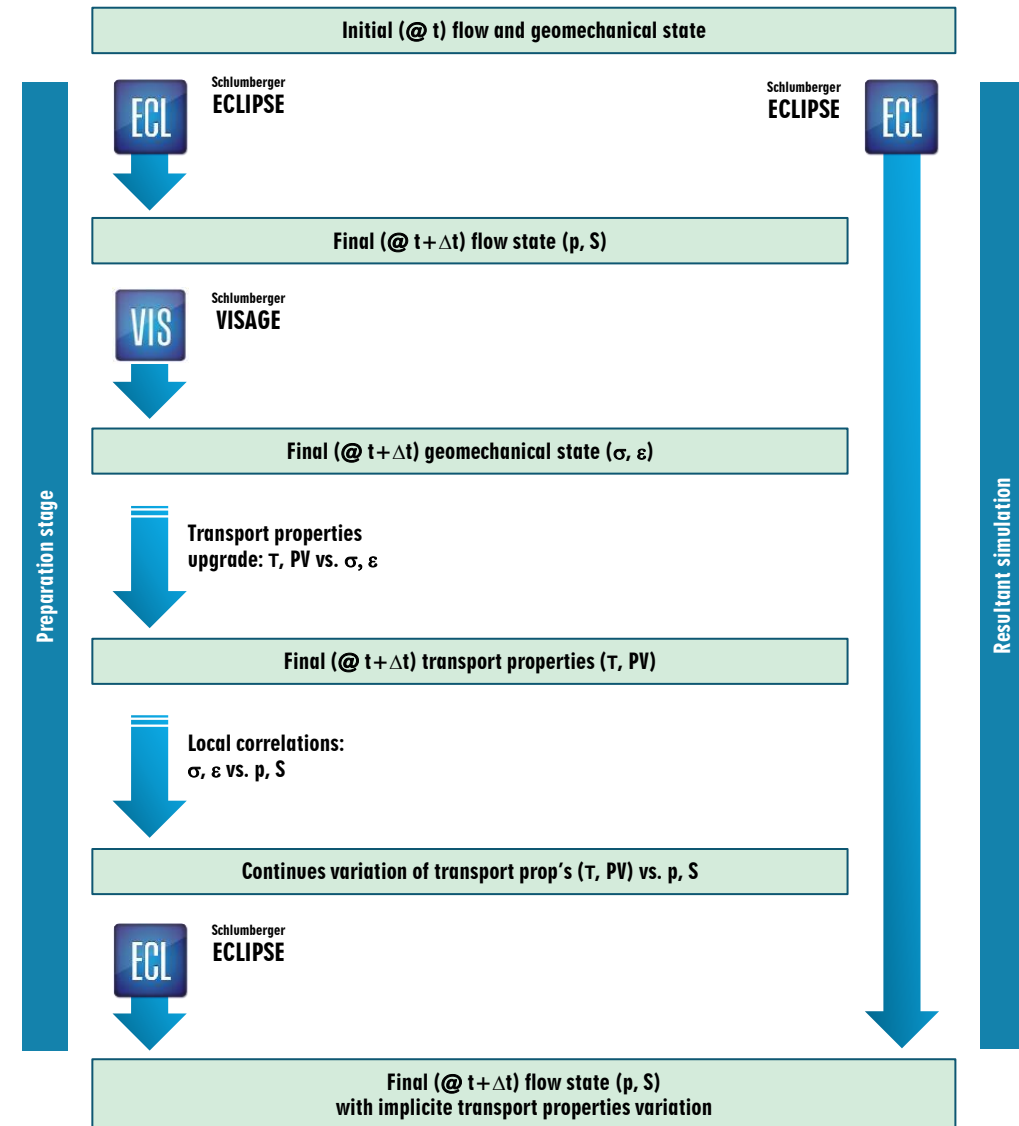 Initial (@ t) flow and geomechanical state
ECL
Schlumberger
ECLIPSE
Schlumberger
ECLIPSE
ECL
Final (@ t+Δt) flow state (p, S)
VIS
Schlumberger
VISAGE
Final (@ t+Δt) geomechanical state (σ, ε)
Preparation stage
Resultant simulation
Transport properties
upgrade: T, PV vs. σ, ε
Final (@ t+Δt) transport properties (T, PV)
Local correlations:
σ, ε vs. p, S
Continues variation of transport prop's (T, PV) vs. p, S
ECL
Schlumberger
ECLIPSE
Final (@ t+Δt) flow state (p, S)
with implicite transport properties variation